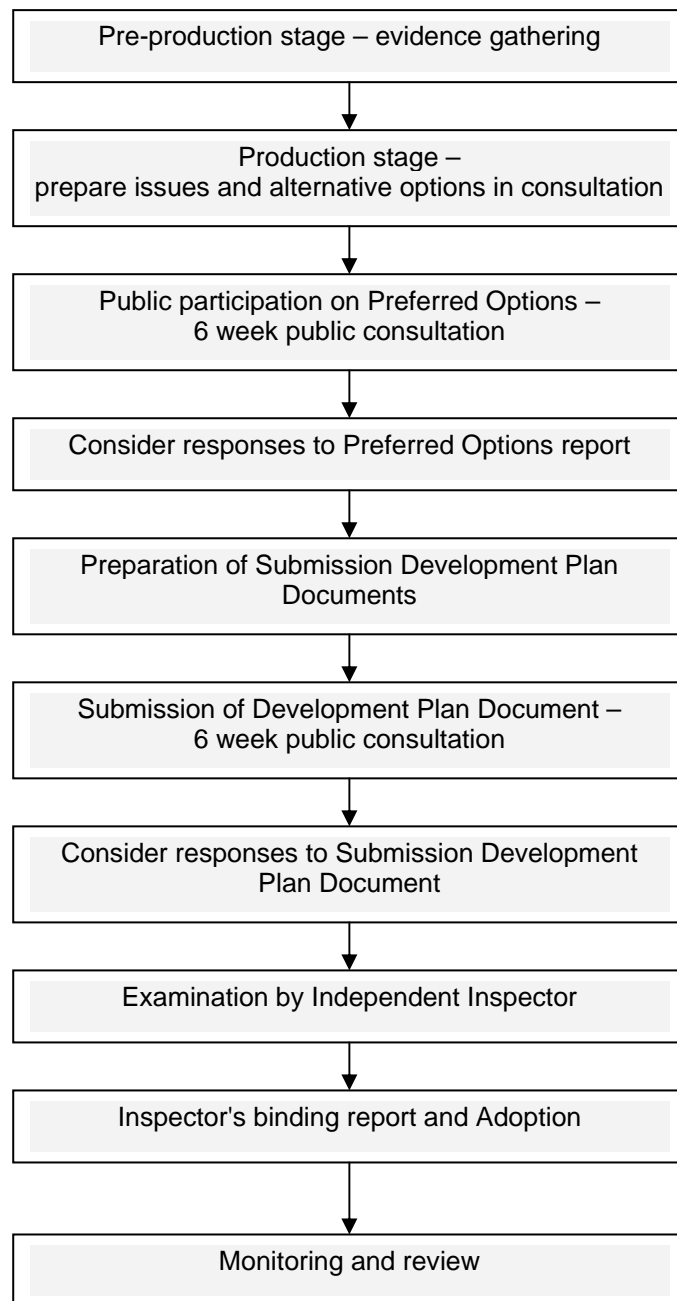 Pre-production stage – evidence gathering
Production stage –
prepare issues and alternative options in consultation
Public participation on Preferred Options –
6 week public consultation
Consider responses to Preferred Options report
Preparation of Submission Development Plan
Documents
Submission of Development Plan Document –
6 week public consultation
Consider responses to Submission Development
Plan Document
Examination by Independent Inspector
Inspector's binding report and Adoption
Monitoring and review